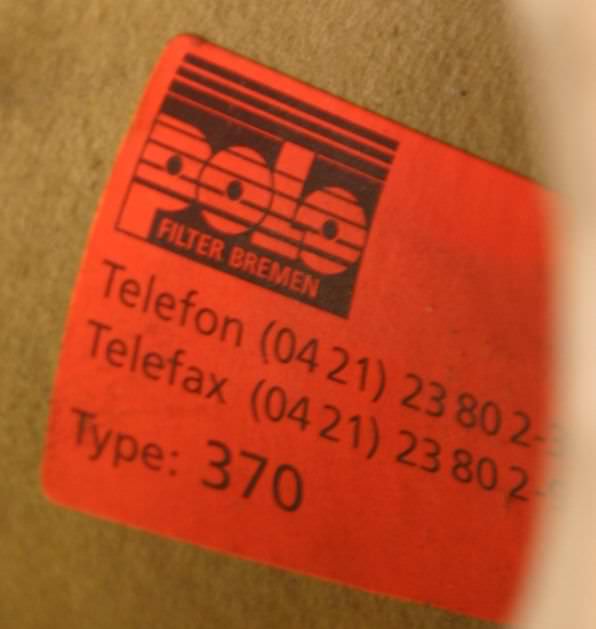 polo
FILTER BREMEN
Telefon (04 21) 23 80 2-
Telefax (04 21) 23 80 2-
Type: 370